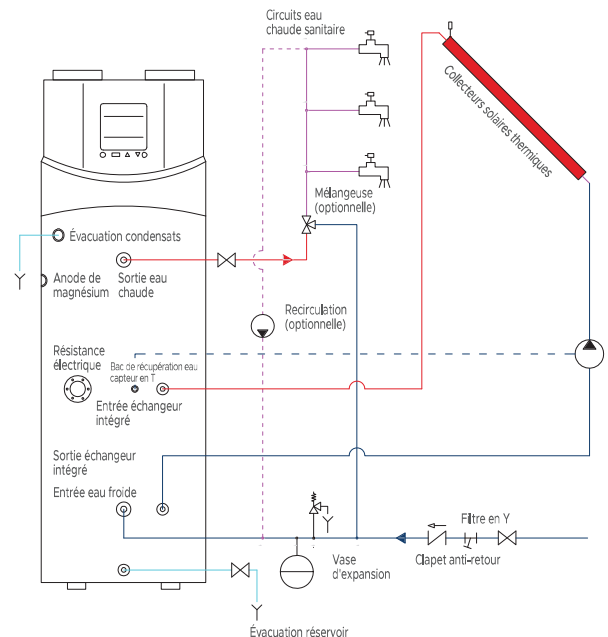 Circuits eau
chaude sanitaire
Collecteurs solaires thermiques
Mélangeuse
(optionnelle)
Évacuation condensats
Anode de
magnésium
Sortie eau
chaude
Recirculation
(optionnelle)
Résistance
électrique
Bac de récupération eau
capteur en T
Entrée échangeur
intégré
Sortie échangeur
intégré
Entrée eau froide
Filtre en Y
Vase
d'expansion
Clapet anti-retour
Évacuation réservoir